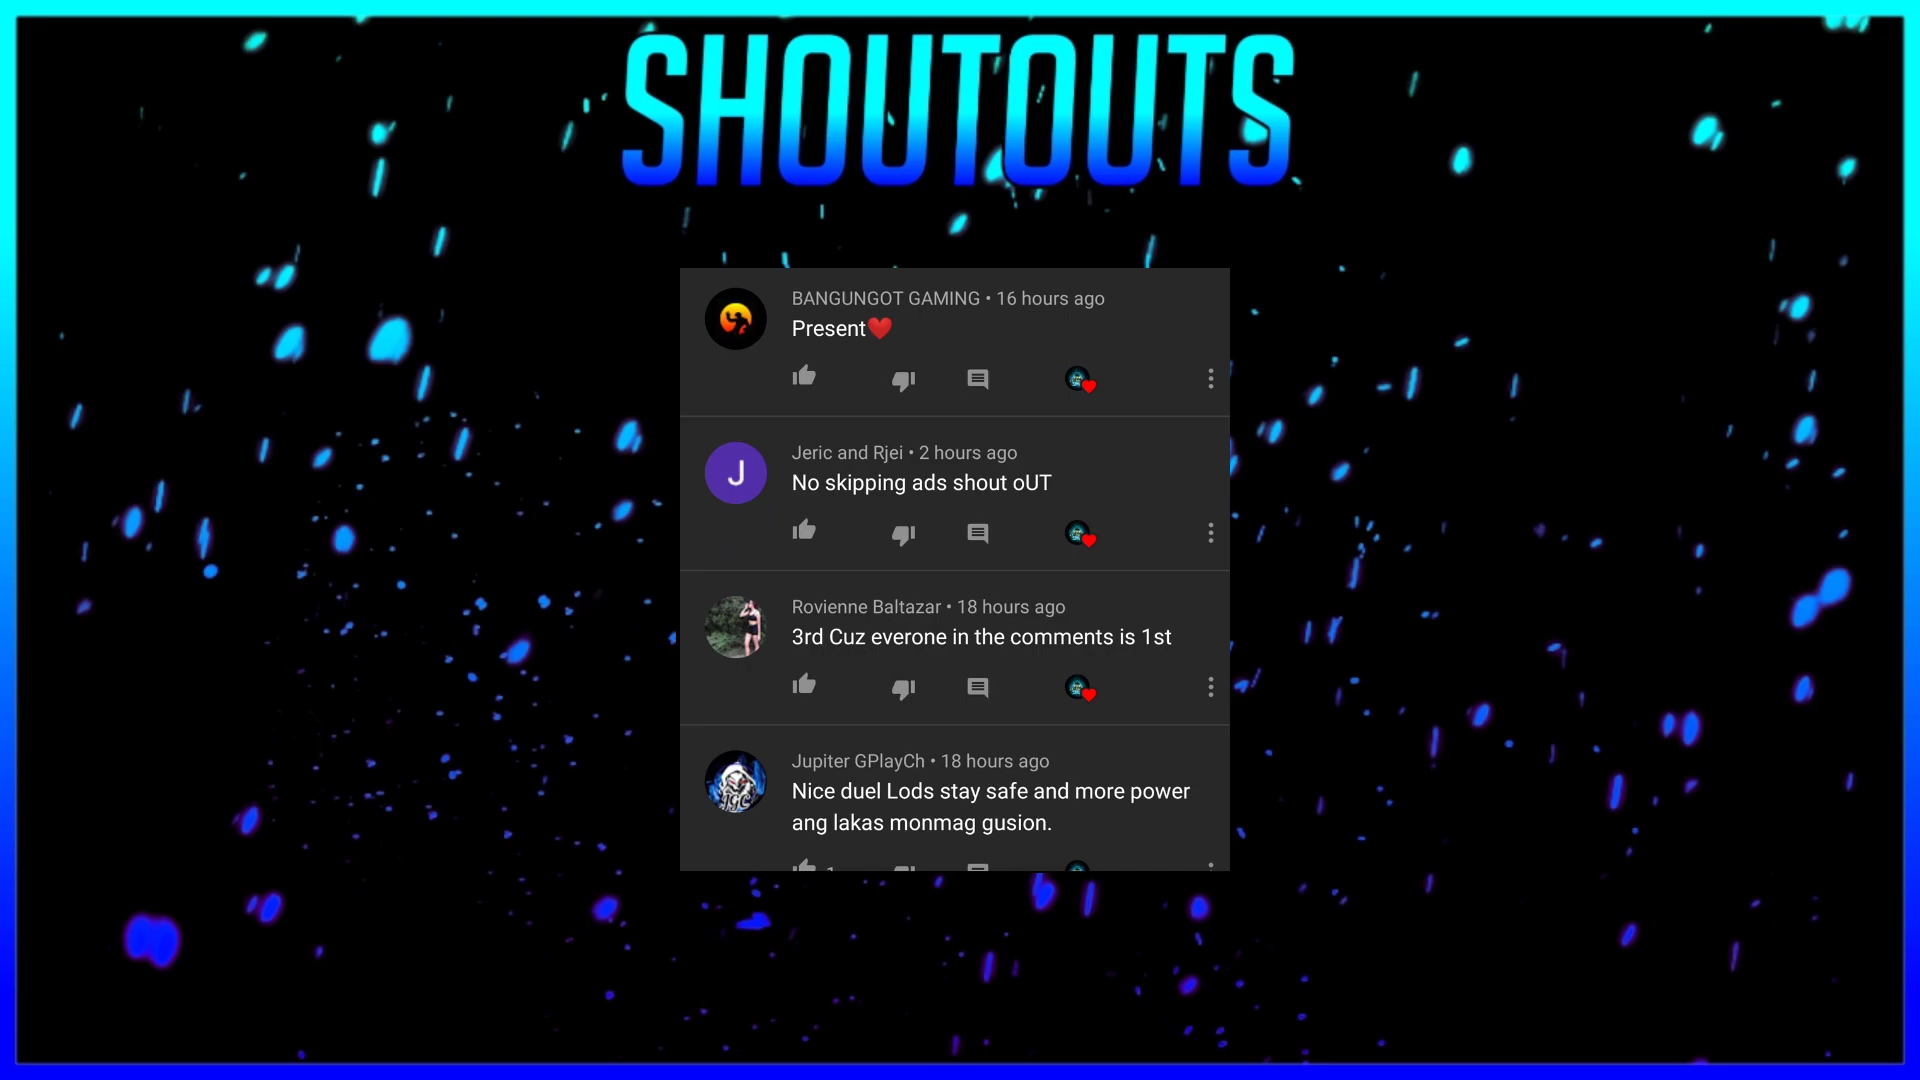 SHOUTOUTS
BANGUNGOT GAMING • 16 hours ago
Present❤️
J
Jeric and Rjei • 2 hours ago
No skipping ads shout oUT
Rovienne Baltazar • 18 hours ago
3rd Cuz everone in the comments is 1st
JGC
Jupiter GPlayCh • 18 hours ago
Nice duel Lods stay safe and more power
ang lakas monmag gusion.